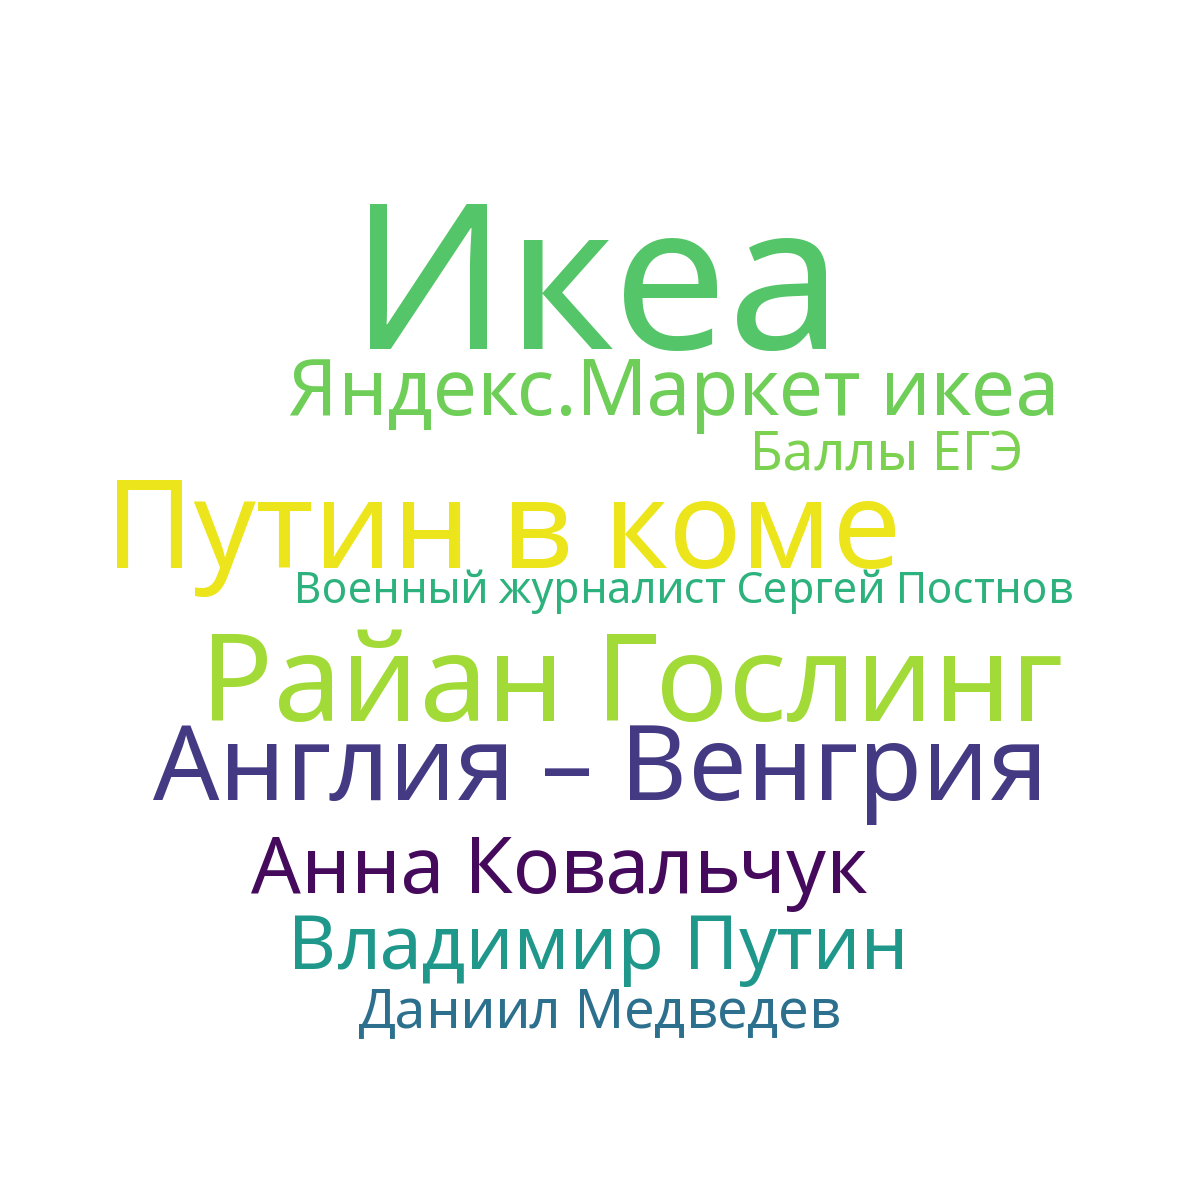 Икеа
Яндекс.Маркет икеа
Баллы ЕГЭ
Путин в коме
Военный журналист Сергей Постнов
Райан Гослинг
Англия – Венгрия
Анна Ковальчук
Владимир Путин
Даниил Медведев